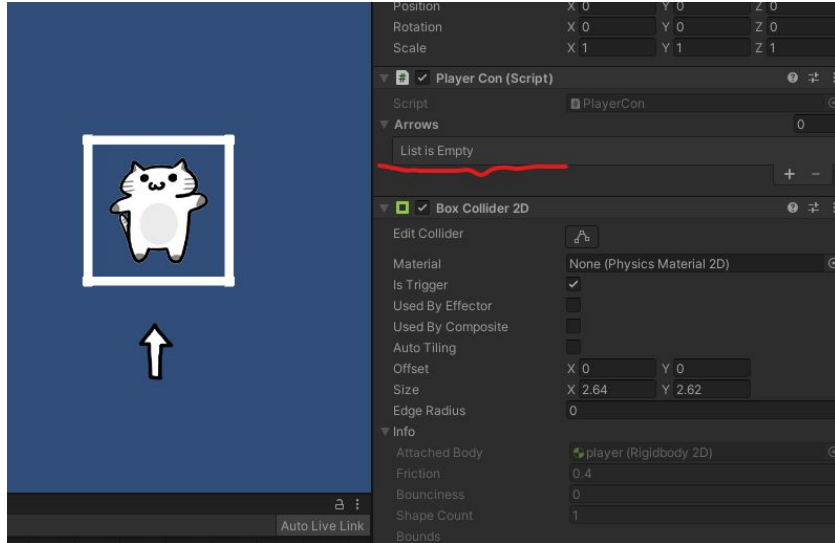 Position X 0 Y 0 Z 0
Rotation X 0 Y 0 Z 0
Scale X 1 Y 1 Z 1
# Player Con (Script)
Script PlayerCon
Arrows 0
List is Empty
+ -
Box Collider 2D
Edit Collider
Material None (Physics Material 2D)
Is Trigger
Used By Effector
Used By Composite
Auto Tiling
Offset X 0 Y 0
Size X 2.64 Y 2.62
Edge Radius 0
Info
Attached Body player (Rigidbody 2D)
Friction 0.4
Bounciness 0
Shape Count 1
Bounds
Auto Live Link